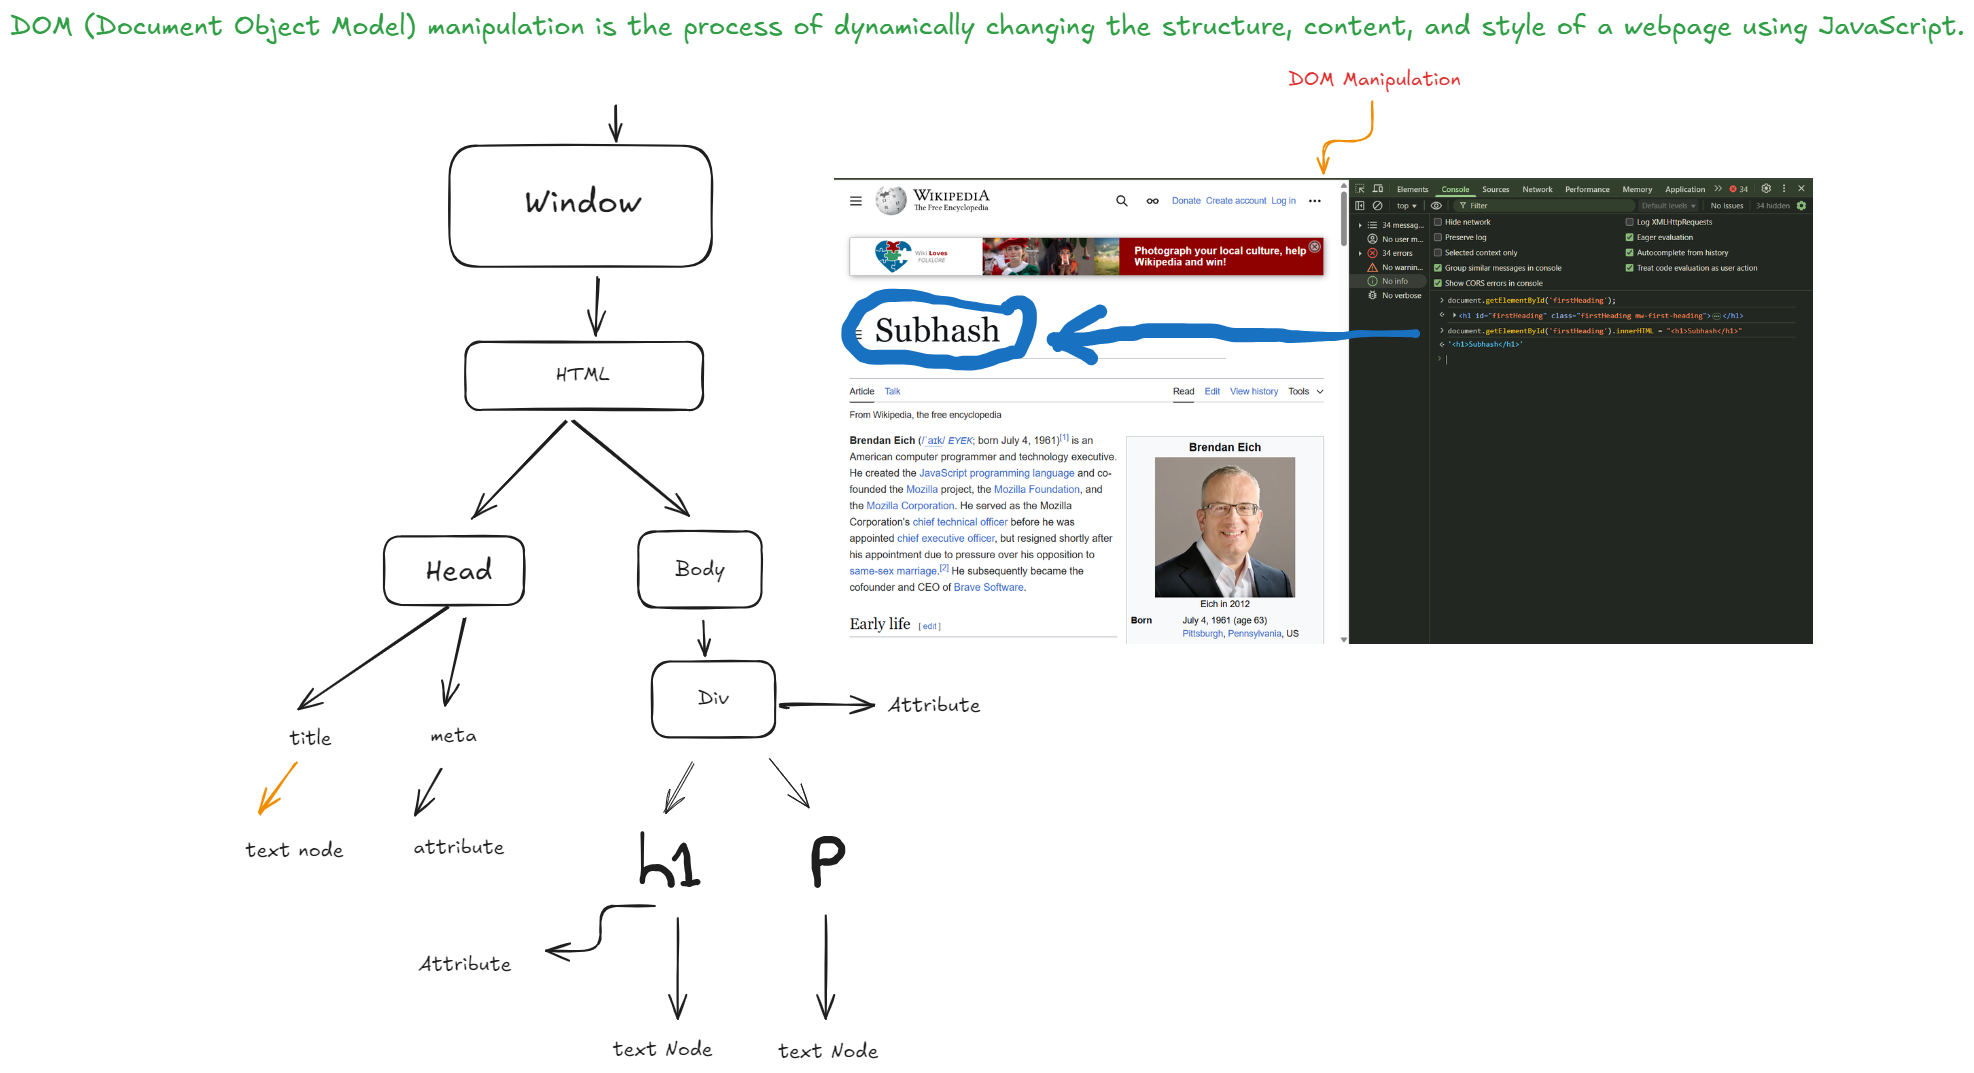 DOM (Document Object Model) manipulation is the process of dynamically changing the structure, content, and style of a webpage using JavaScript.
DOM Manipulation
Window
HTML
Head
Body
title
meta
Div
Attribute
text node
attribute
h1
P
Attribute
text Node
text Node
WIKIPEDIA
The Free Encyclopedia
Donate Create account Log in
Wiki Loves
FOLKLORE
Photograph your local culture, help
Wikipedia and win!
Subhash
Article Talk
Read Edit View history Tools
From Wikipedia, the free encyclopedia
Brendan Eich (/ˈaɪk/ EYEK; born July 4, 1961)[1] is an
American computer programmer and technology executive.
He created the JavaScript programming language and co-
founded the Mozilla project, the Mozilla Foundation, and
the Mozilla Corporation. He served as the Mozilla
Corporation's chief technical officer before he was
appointed chief executive officer, but resigned shortly after
his appointment due to pressure over his opposition to
same-sex marriage.[2] He subsequently became the
cofounder and CEO of Brave Software.
Early life [ edit ]
Brendan Eich
Eich in 2012
Born July 4, 1961 (age 63)
Pittsburgh, Pennsylvania, US
Elements Console Sources Network Performance Memory Application 34
top Filter Default levels No Issues 34 hidden
34 messag...
No user m...
34 errors
No warnin...
No info
No verbose
Hide network
Preserve log
Selected context only
Group similar messages in console
Show CORS errors in console
Log XMLHttpRequests
Eager evaluation
Autocomplete from history
Treat code evaluation as user action
document.getElementById('firstHeading');
<h1 id="firstHeading" class="firstHeading mw-first-heading">…</h1>
document.getElementById('firstHeading').innerHTML = "<h1>Subhash</h1>"
'<h1>Subhash</h1>'